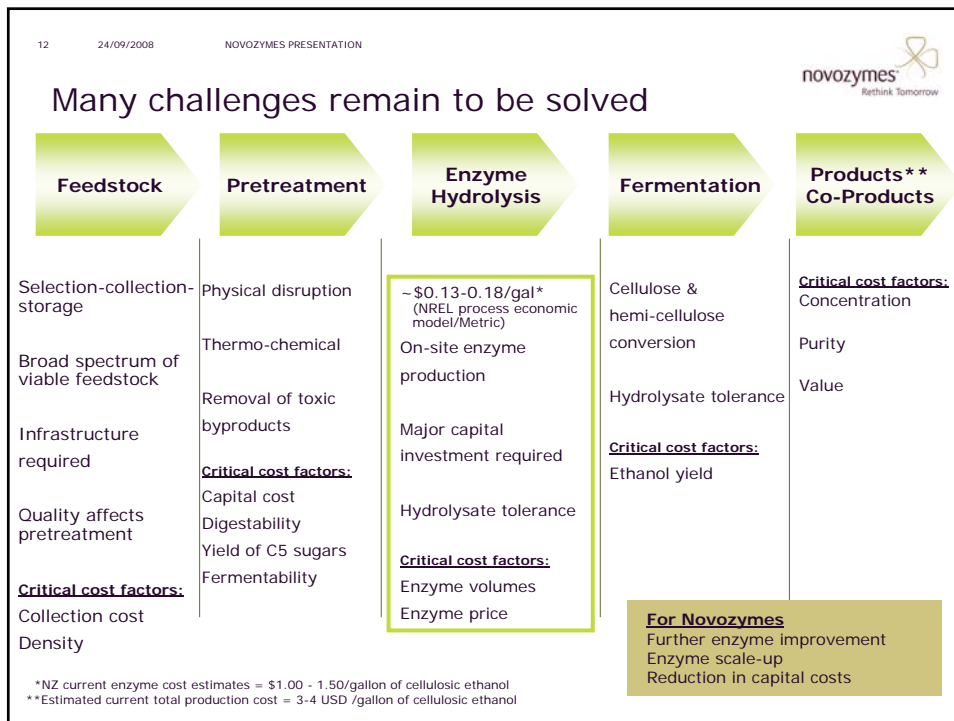 12 24/09/2008 NOVOZYMES PRESENTATION
novozymes
Rethink Tomorrow
Many challenges remain to be solved
Feedstock
Pretreatment
Enzyme
Hydrolysis
Fermentation
Products**
Co-Products
Selection-collection-
storage
Broad spectrum of
viable feedstock
Infrastructure
required
Quality affects
pretreatment
Critical cost factors:
Collection cost
Density
Physical disruption
Thermo-chemical
Removal of toxic
byproducts
Critical cost factors:
Capital cost
Digestability
Yield of C5 sugars
Fermentability
~$0.13-0.18/gal*
(NREL process economic
model/Metric)
On-site enzyme
production
Major capital
investment required
Hydrolysate tolerance
Critical cost factors:
Enzyme volumes
Enzyme price
Cellulose &
hemi-cellulose
conversion
Hydrolysate tolerance
Critical cost factors:
Ethanol yield
Critical cost factors:
Concentration
Purity
Value
For Novozymes
Further enzyme improvement
Enzyme scale-up
Reduction in capital costs
*NZ current enzyme cost estimates = $1.00 - 1.50/gallon of cellulosic ethanol
**Estimated current total production cost = 3-4 USD /gallon of cellulosic ethanol